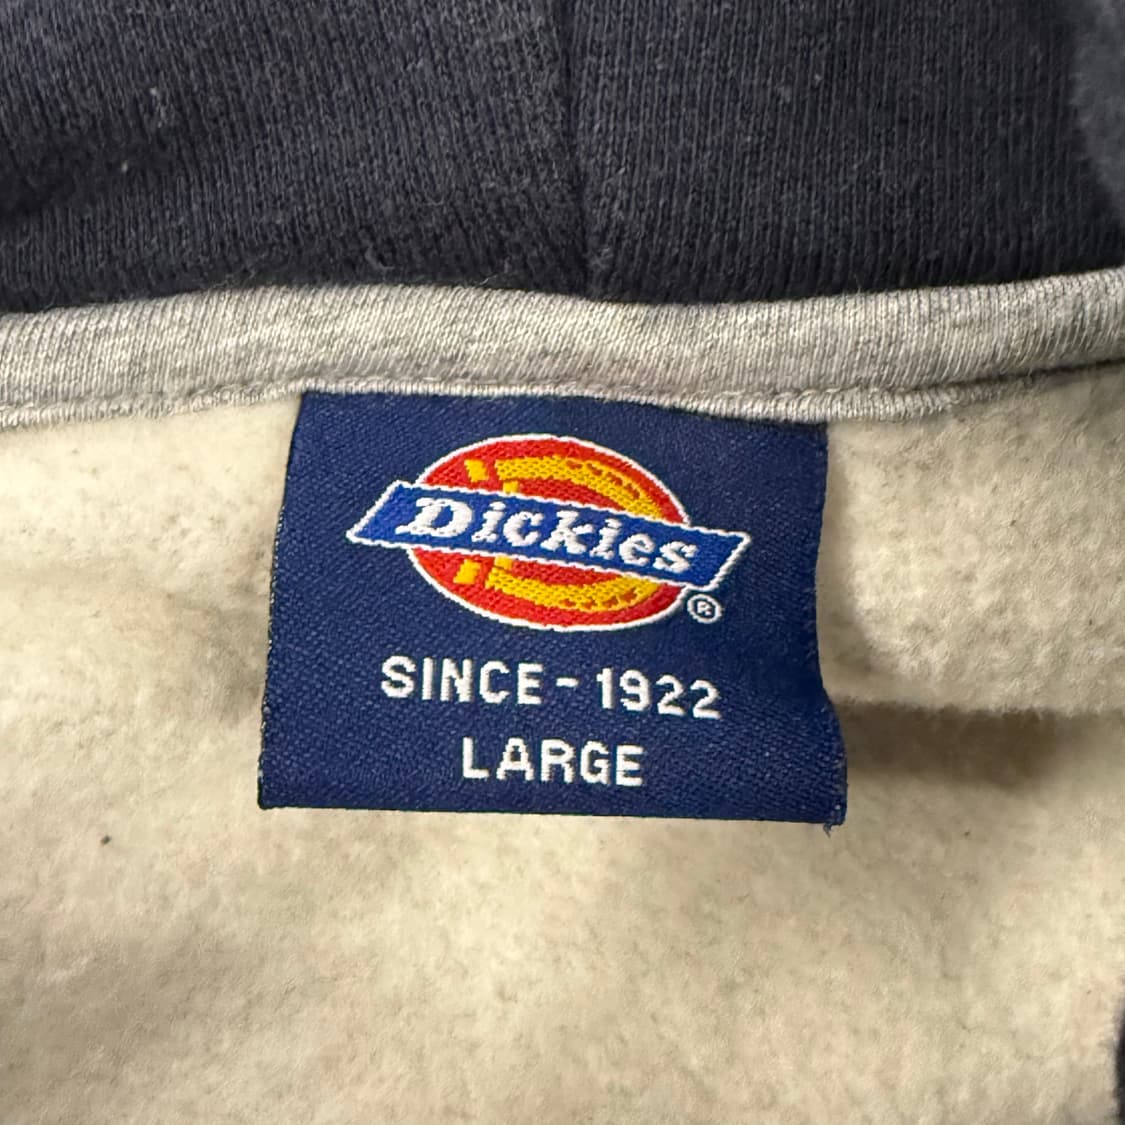 Dickies
®
SINCE-1922
LARGE